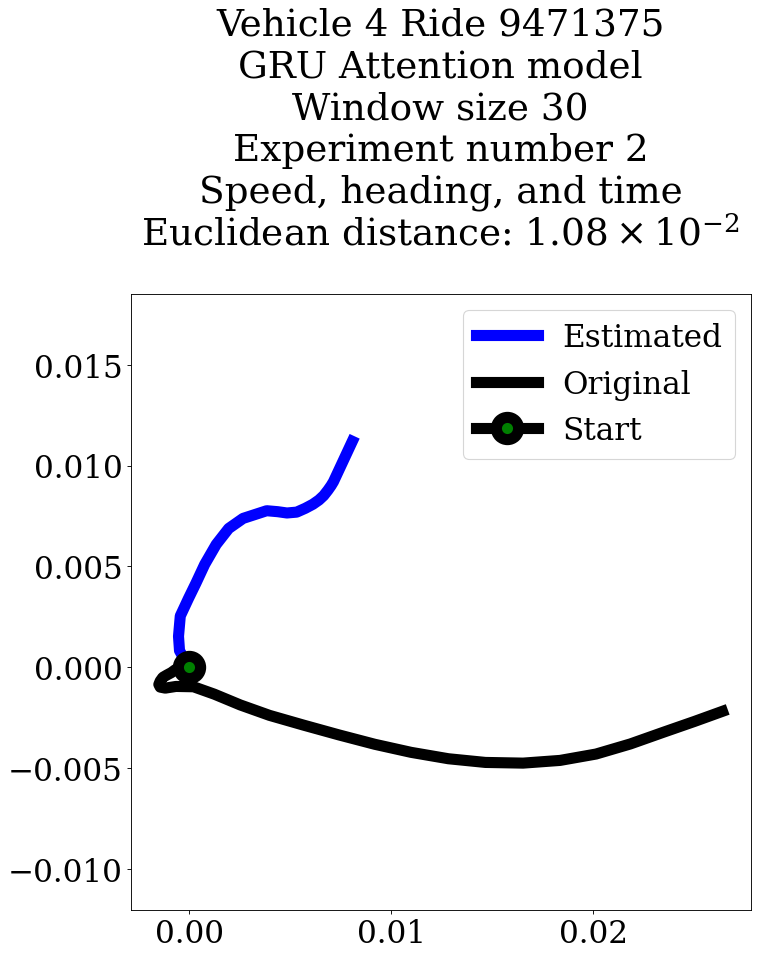 Vehicle 4 Ride 9471375
GRU Attention model
Window size 30
Experiment number 2
Speed, heading, and time
Euclidean distance: 1.08 × 10⁻²
Estimated
Original
Start
0.015
0.010
0.005
0.000
−0.005
−0.010
0.00 0.01 0.02